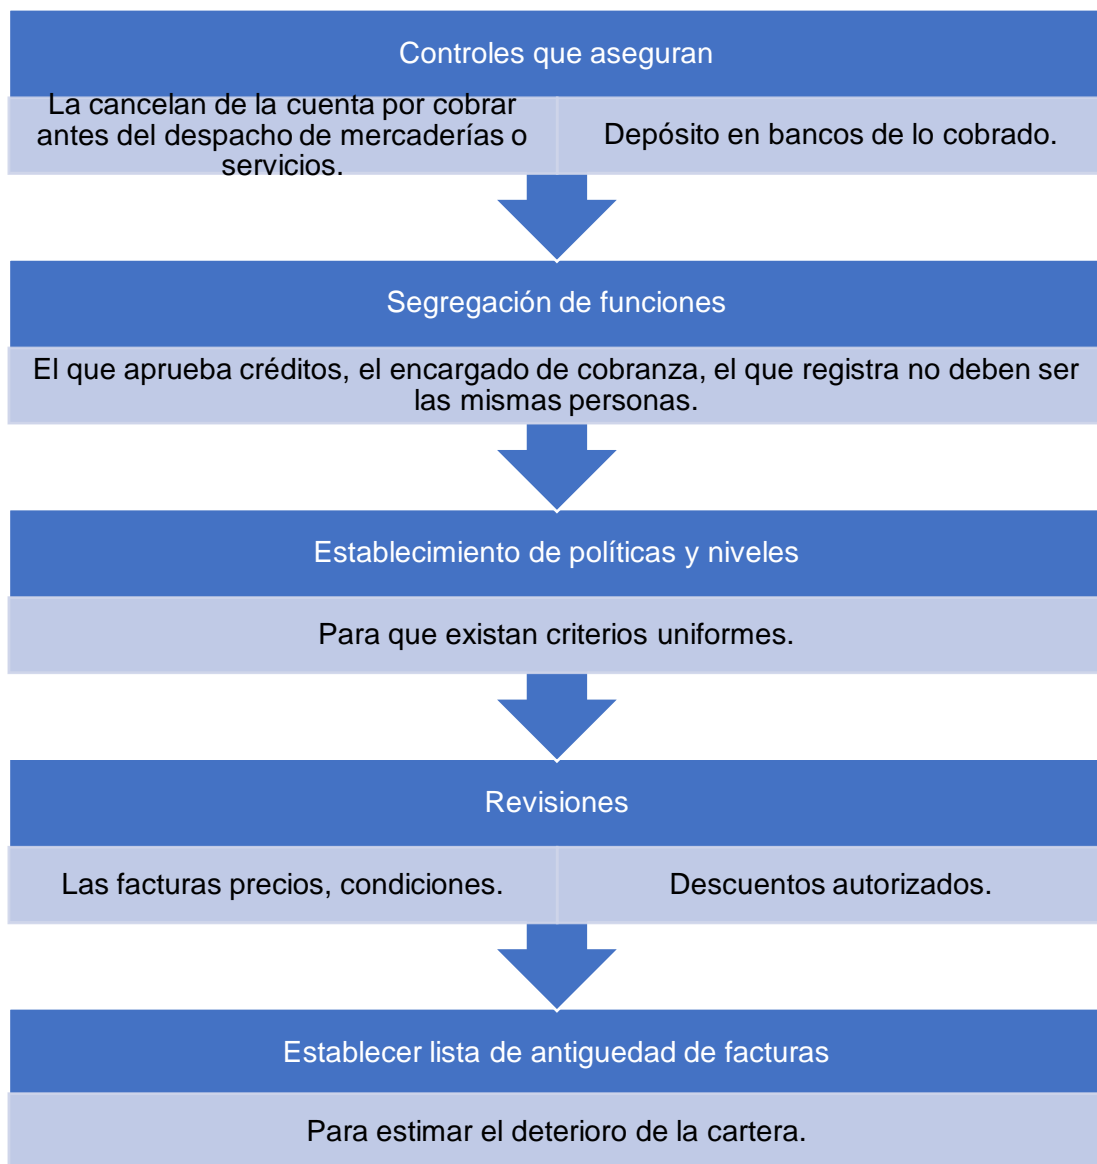 Controles que aseguran
La cancelan de la cuenta por cobrar
antes del despacho de mercaderías o
servicios.
Depósito en bancos de lo cobrado.
Segregación de funciones
El que aprueba créditos, el encargado de cobranza, el que registra no deben ser
las mismas personas.
Establecimiento de políticas y niveles
Para que existan criterios uniformes.
Revisiones
Las facturas precios, condiciones.
Descuentos autorizados.
Establecer lista de antiguedad de facturas
Para estimar el deterioro de la cartera.